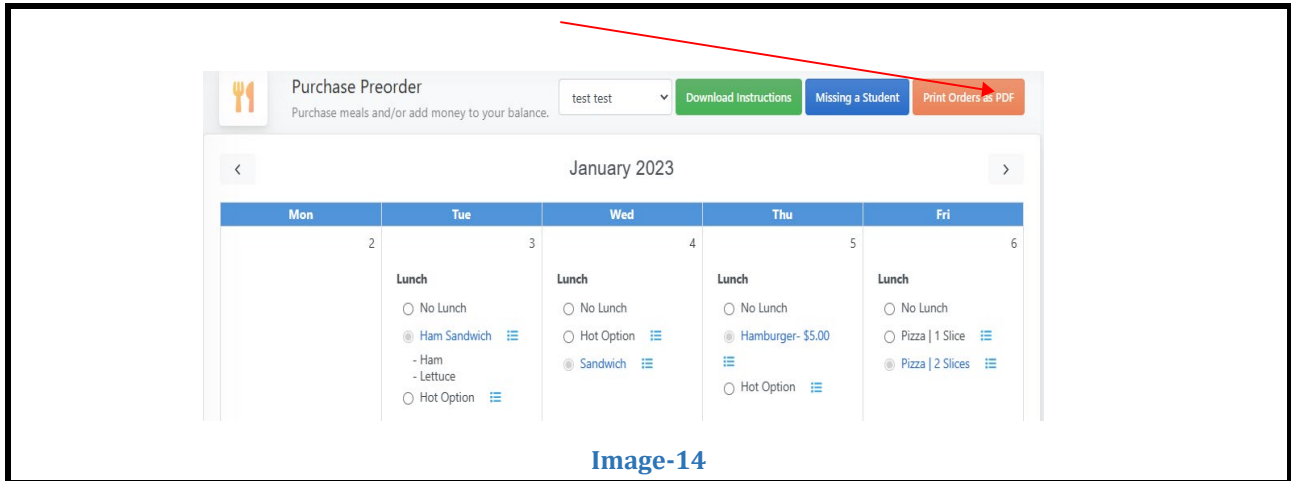 Purchase Preorder
Purchase meals and/or add money to your balance.
test test
Download Instructions
Missing a Student
Print Orders as PDF
January 2023
Mon Tue Wed Thu Fri
2 3 4 5 6
Lunch Lunch Lunch Lunch
No Lunch No Lunch No Lunch No Lunch
Ham Sandwich Hot Option Hamburger- $5.00 Pizza | 1 Slice
- Ham
- Lettuce Sandwich Pizza | 2 Slices
Hot Option Hot Option
Image-14